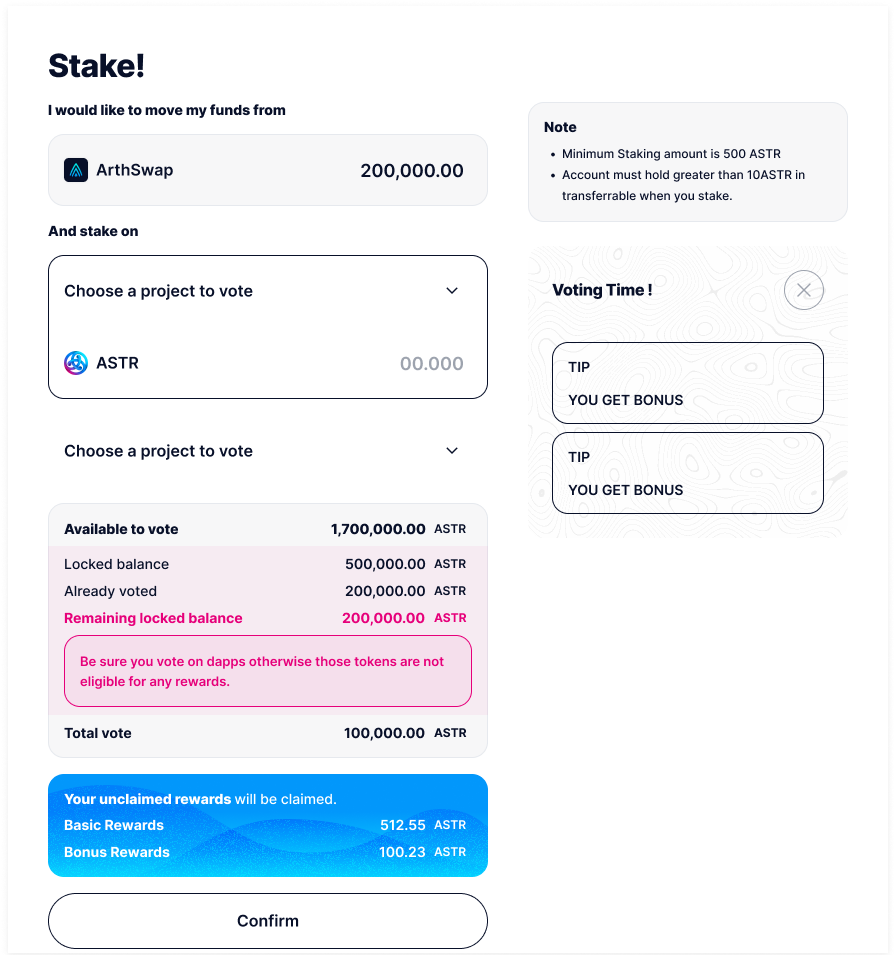 Stake!
I would like to move my funds from
ArthSwap 200,000.00
And stake on
Choose a project to vote
ASTR 00.000
Choose a project to vote
Available to vote 1,700,000.00 ASTR
Locked balance 500,000.00 ASTR
Already voted 200,000.00 ASTR
Remaining locked balance 200,000.00 ASTR
Be sure you vote on dapps otherwise those tokens are not
eligible for any rewards.
Total vote 100,000.00 ASTR
Your unclaimed rewards will be claimed.
Basic Rewards 512.55 ASTR
Bonus Rewards 100.23 ASTR
Confirm
Note
• Minimum Staking amount is 500 ASTR
• Account must hold greater than 10ASTR in
transferrable when you stake.
Voting Time !
TIP
YOU GET BONUS
TIP
YOU GET BONUS